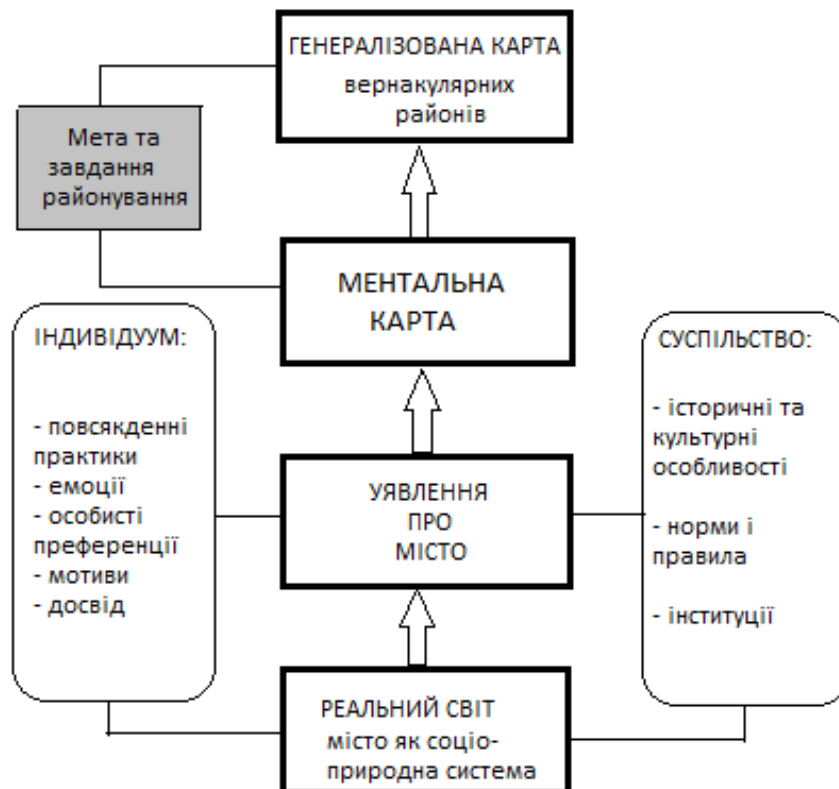 ГЕНЕРАЛІЗОВАНА КАРТА
вернакулярних
районів
Мета та
завдання
районування
МЕНТАЛЬНА
КАРТА
ІНДИВІДУУМ:
- повсякденні
практики
- емоції
- особисті
преференції
- мотиви
- досвід
УЯВЛЕННЯ
ПРО
МІСТО
СУСПІЛЬСТВО:
- історичні та
культурні
особливості
- норми і
правила
- інституції
РЕАЛЬНИЙ СВІТ
місто як соціо-
природна система